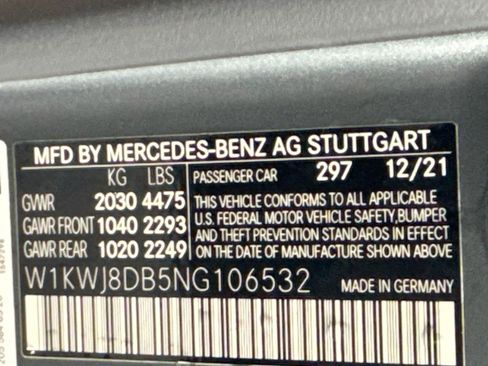 MFD BY MERCEDES-BENZ AG STUTTGART
KG LBS
GVWR 2030 4475
GAWR FRONT 1040 2293
GAWR REAR 1020 2249
PASSENGER CAR 297 12/21
THIS VEHICLE CONFORMS TO ALL APPLICABLE
U.S. FEDERAL MOTOR VEHICLE SAFETY, BUMPER
AND THEFT PREVENTION STANDARDS IN EFFECT
ON THE DATE OF MANUFACTURE SHOWN ABOVE
W1KWJ8DB5NG106532
MADE IN GERMANY